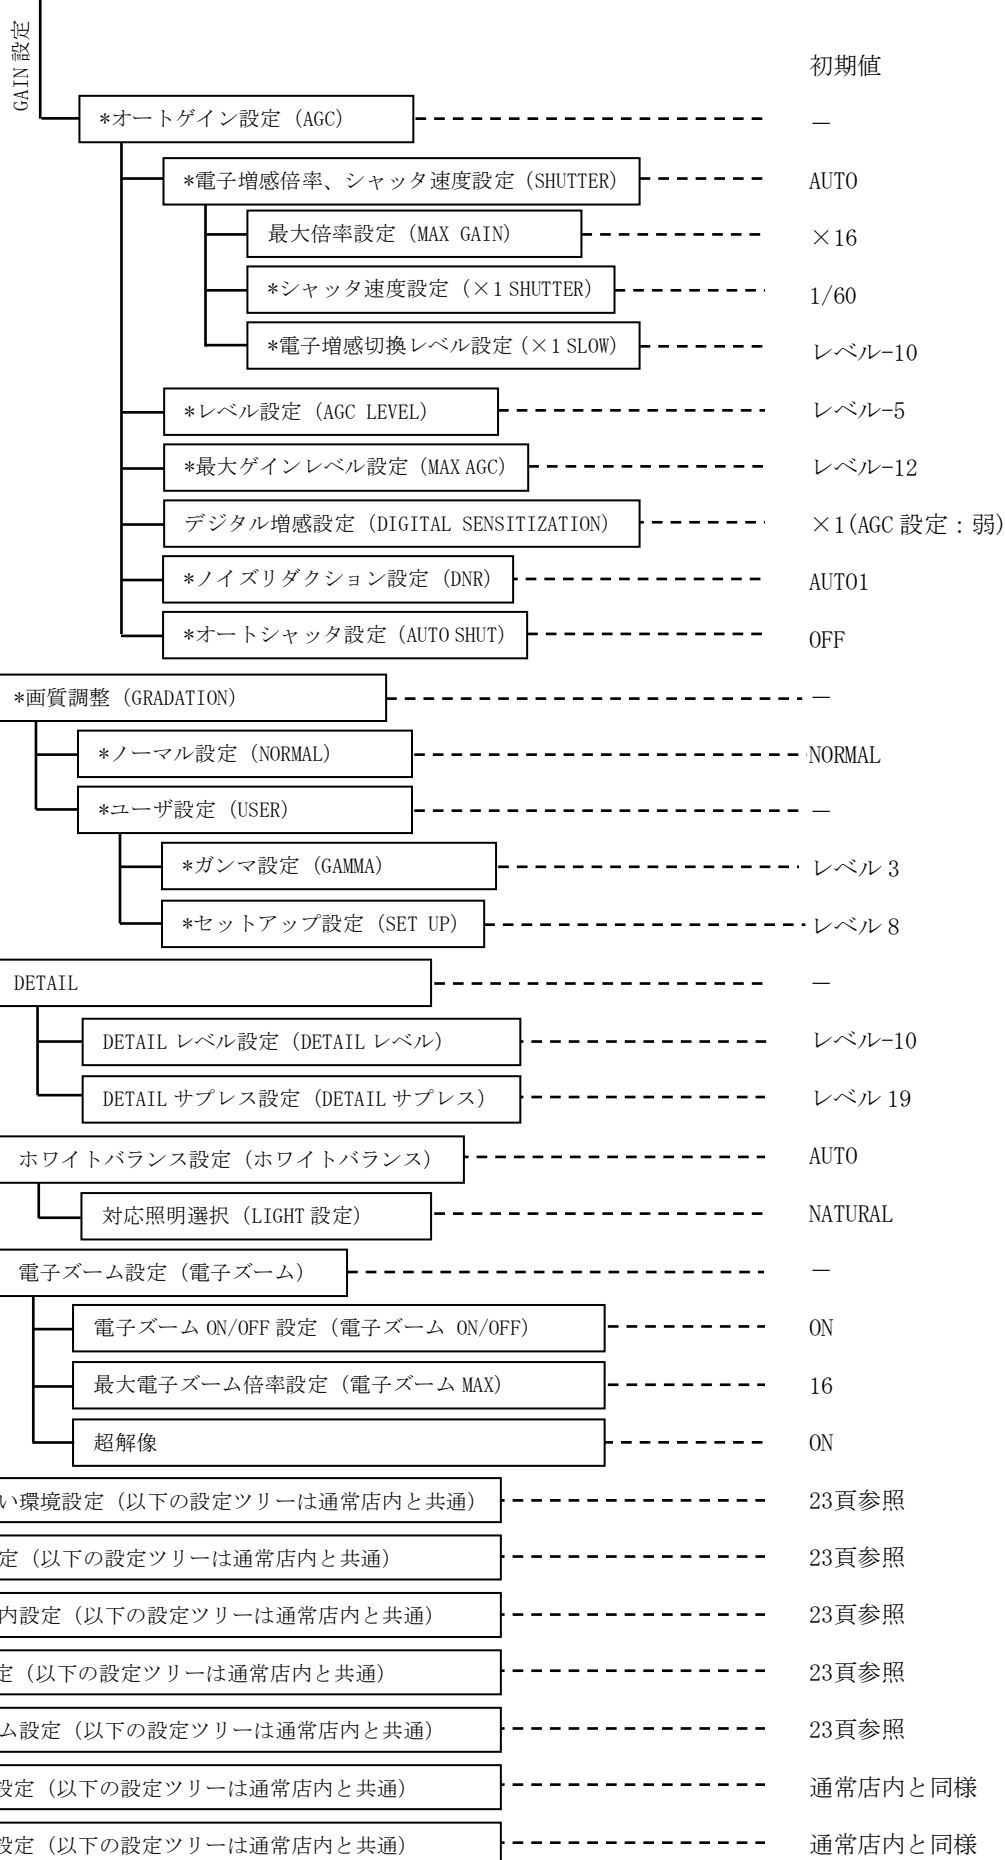 GAIN 設定
初期値
*オートゲイン設定（AGC） －
*電子増感倍率、シャッタ速度設定（SHUTTER） AUTO
最大倍率設定（MAX GAIN） ×16
*シャッタ速度設定（×1 SHUTTER） 1/60
*電子増感切換レベル設定（×1 SLOW） レベル-10
*レベル設定（AGC LEVEL） レベル-5
*最大ゲインレベル設定（MAX AGC） レベル-12
デジタル増感設定（DIGITAL SENSITIZATION） ×1(AGC 設定：弱)
*ノイズリダクション設定（DNR） AUTO1
*オートシャッタ設定（AUTO SHUT） OFF
*画質調整（GRADATION） －
*ノーマル設定（NORMAL） NORMAL
*ユーザ設定（USER） －
*ガンマ設定（GAMMA） レベル 3
*セットアップ設定（SET UP） レベル 8
DETAIL －
DETAIL レベル設定（DETAIL レベル） レベル-10
DETAIL サプレス設定（DETAIL サプレス） レベル 19
ホワイトバランス設定（ホワイトバランス） AUTO
対応照明選択（LIGHT 設定） NATURAL
電子ズーム設定（電子ズーム） －
電子ズーム ON/OFF 設定（電子ズーム ON/OFF） ON
最大電子ズーム倍率設定（電子ズーム MAX） 16
超解像 ON
い環境設定（以下の設定ツリーは通常店内と共通） 23頁参照
定（以下の設定ツリーは通常店内と共通） 23頁参照
内設定（以下の設定ツリーは通常店内と共通） 23頁参照
定（以下の設定ツリーは通常店内と共通） 23頁参照
ム設定（以下の設定ツリーは通常店内と共通） 23頁参照
設定（以下の設定ツリーは通常店内と共通） 通常店内と同様
設定（以下の設定ツリーは通常店内と共通） 通常店内と同様